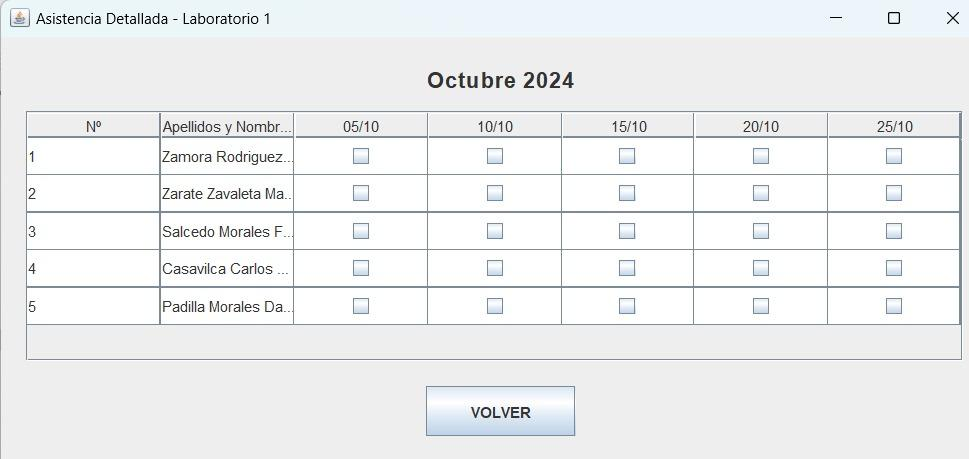 Asistencia Detallada - Laboratorio 1
Octubre 2024
Nº Apellidos y Nombr... 05/10 10/10 15/10 20/10 25/10
1 Zamora Rodriguez...
2 Zarate Zavaleta Ma...
3 Salcedo Morales F...
4 Casavilca Carlos ...
5 Padilla Morales Da...
VOLVER